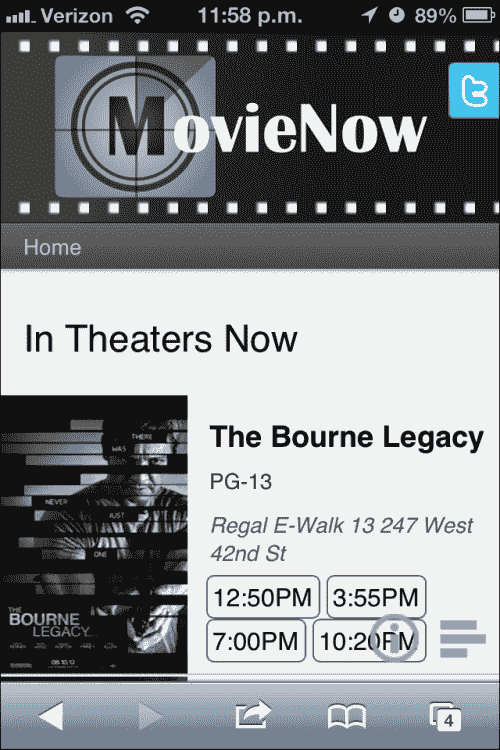 Verizon 11:58 p.m. 89%
MovieNow
Home
In Theaters Now
The Bourne Legacy
PG-13
Regal E-Walk 13 247 West
42nd St
12:50PM 3:55PM
7:00PM 10:20PM
THERE
WAS
NEVER
JUST
ONE
THE
BOURNE
LEGACY
08.10.12
4